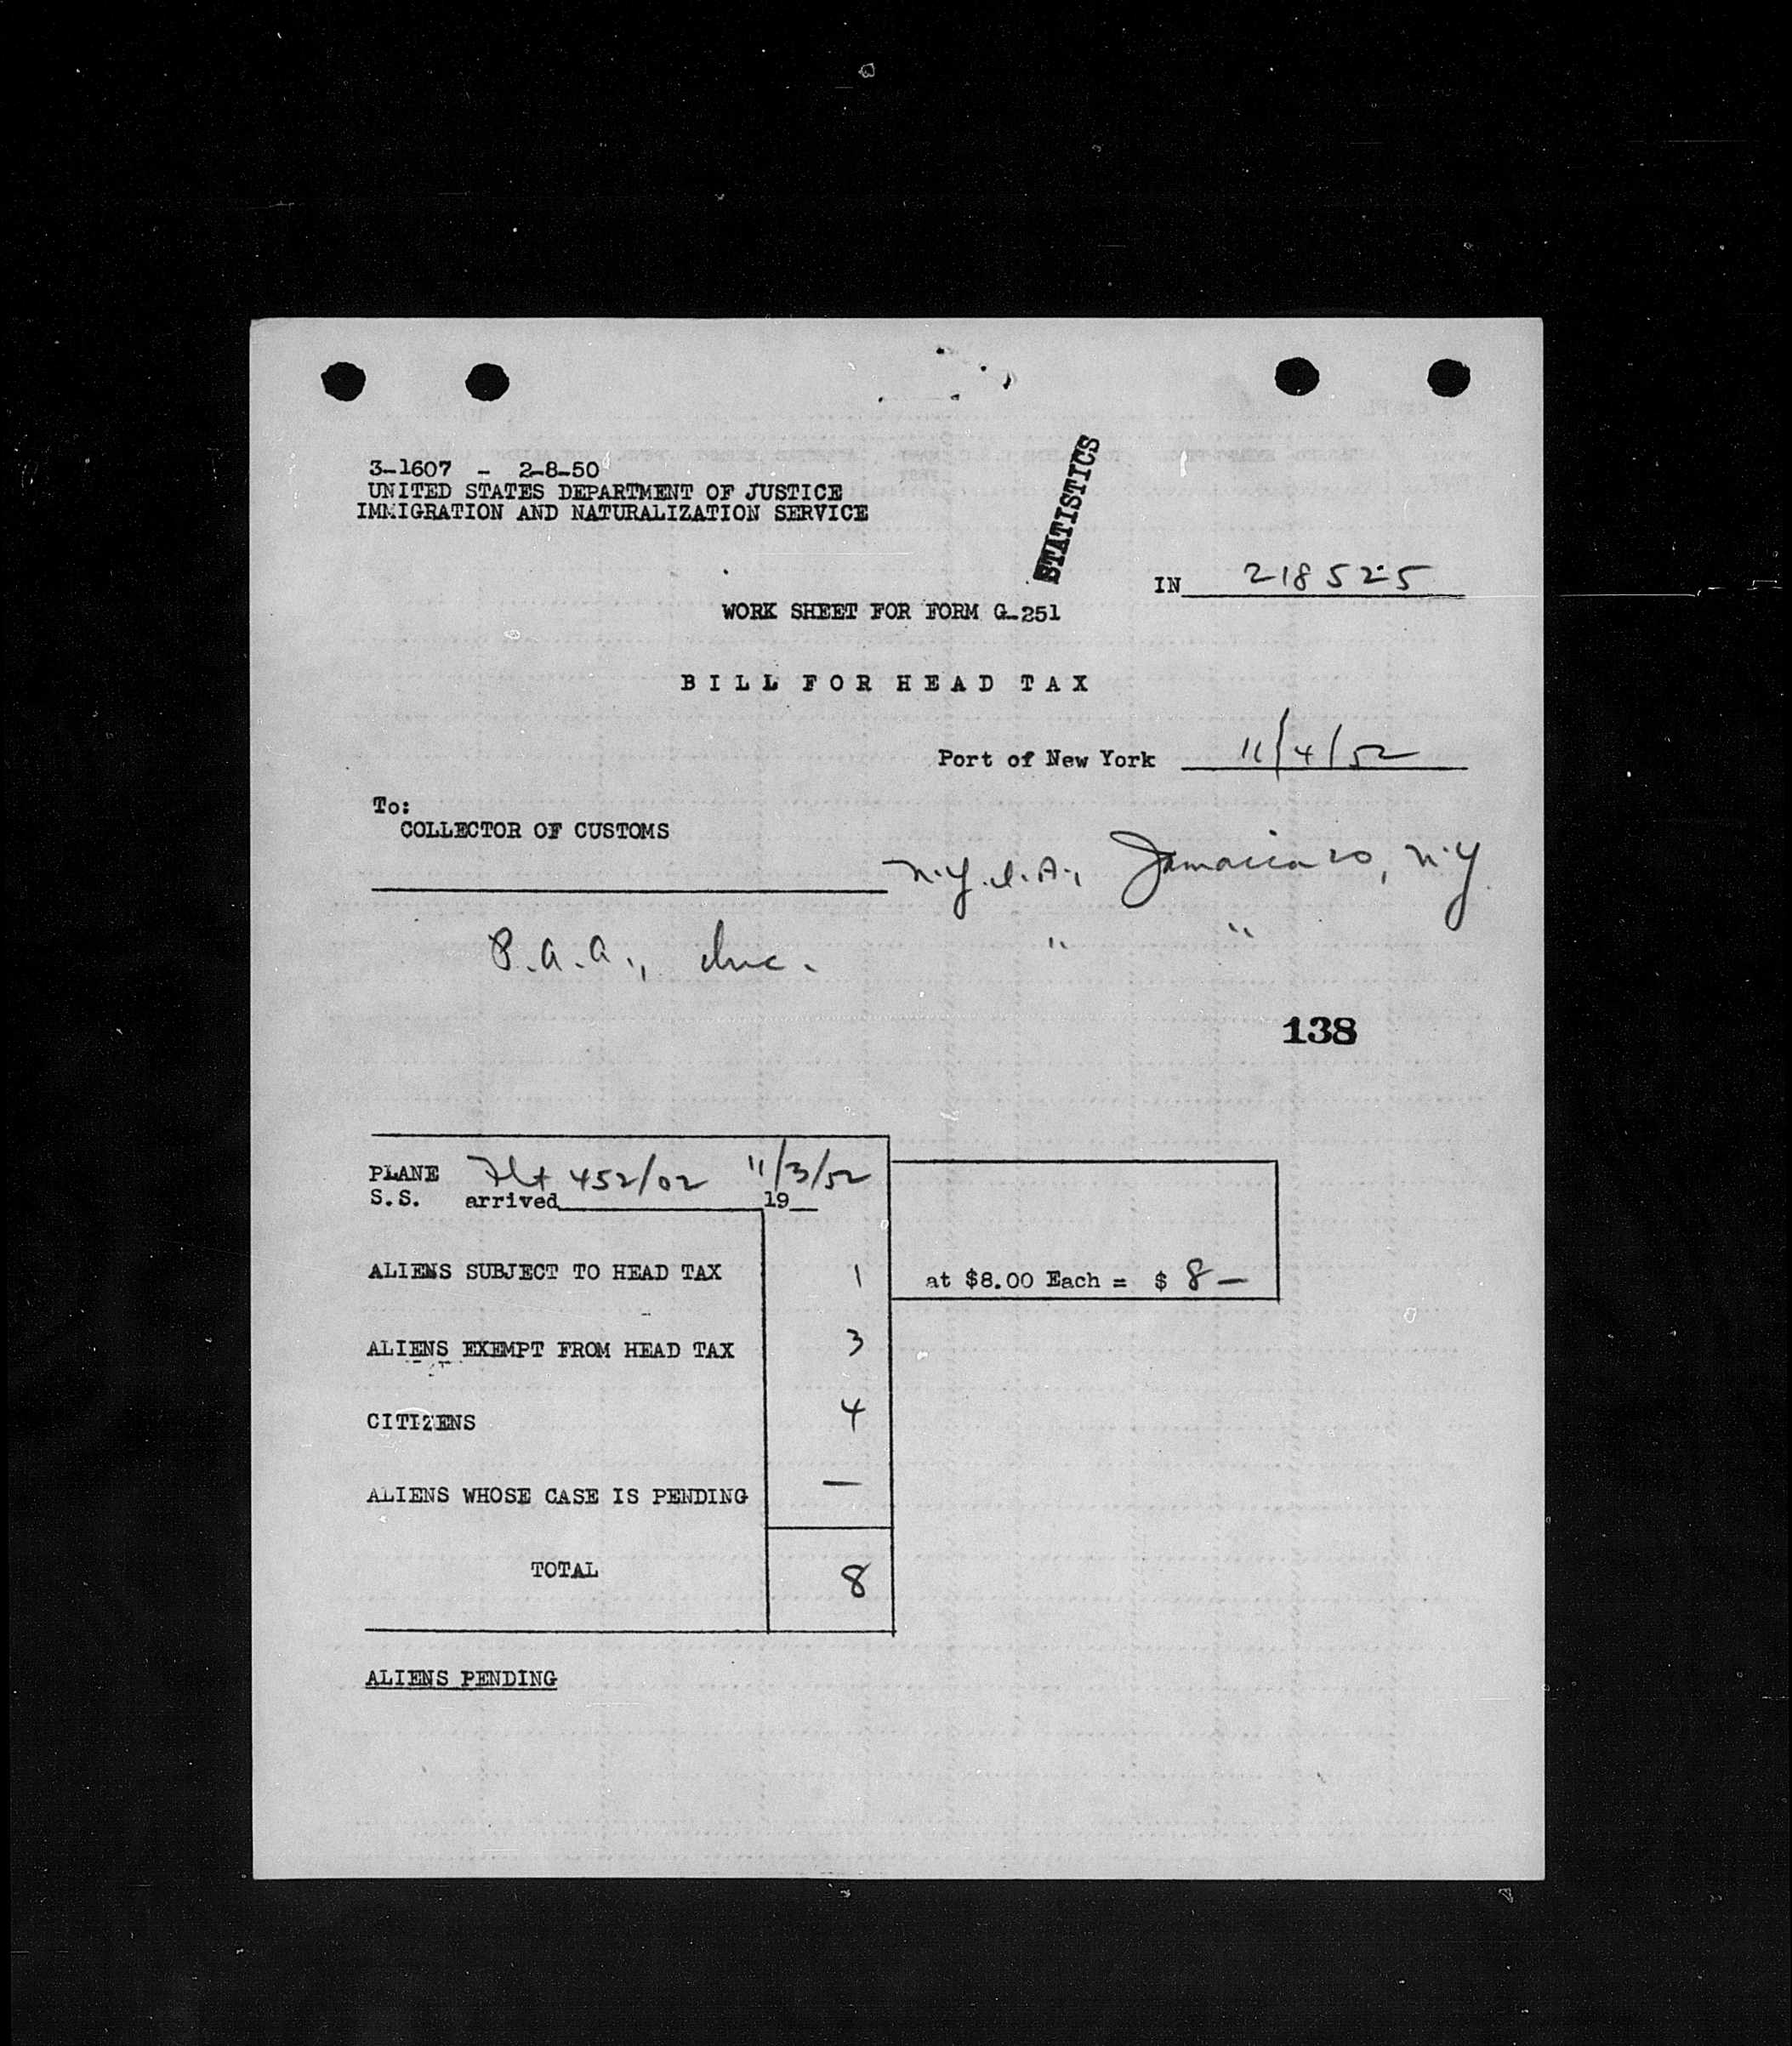 3-1607 - 2-8-50
UNITED STATES DEPARTMENT OF JUSTICE
IMMIGRATION AND NATURALIZATION SERVICE
STATISTICS
IN 218525
WORK SHEET FOR FORM G-251
BILL FOR HEAD TAX
Port of New York 11/4/52
To:
COLLECTOR OF CUSTOMS
N.Y.I.A., Jamaica 20, N.Y.
P.A.A., Inc. " "
138
PLANE Flt 452/02 11/3/52
S.S. arrived 19
ALIENS SUBJECT TO HEAD TAX 1 at $8.00 Each = $ 8—
ALIENS EXEMPT FROM HEAD TAX 3
CITIZENS 4
ALIENS WHOSE CASE IS PENDING —
TOTAL 8
ALIENS PENDING